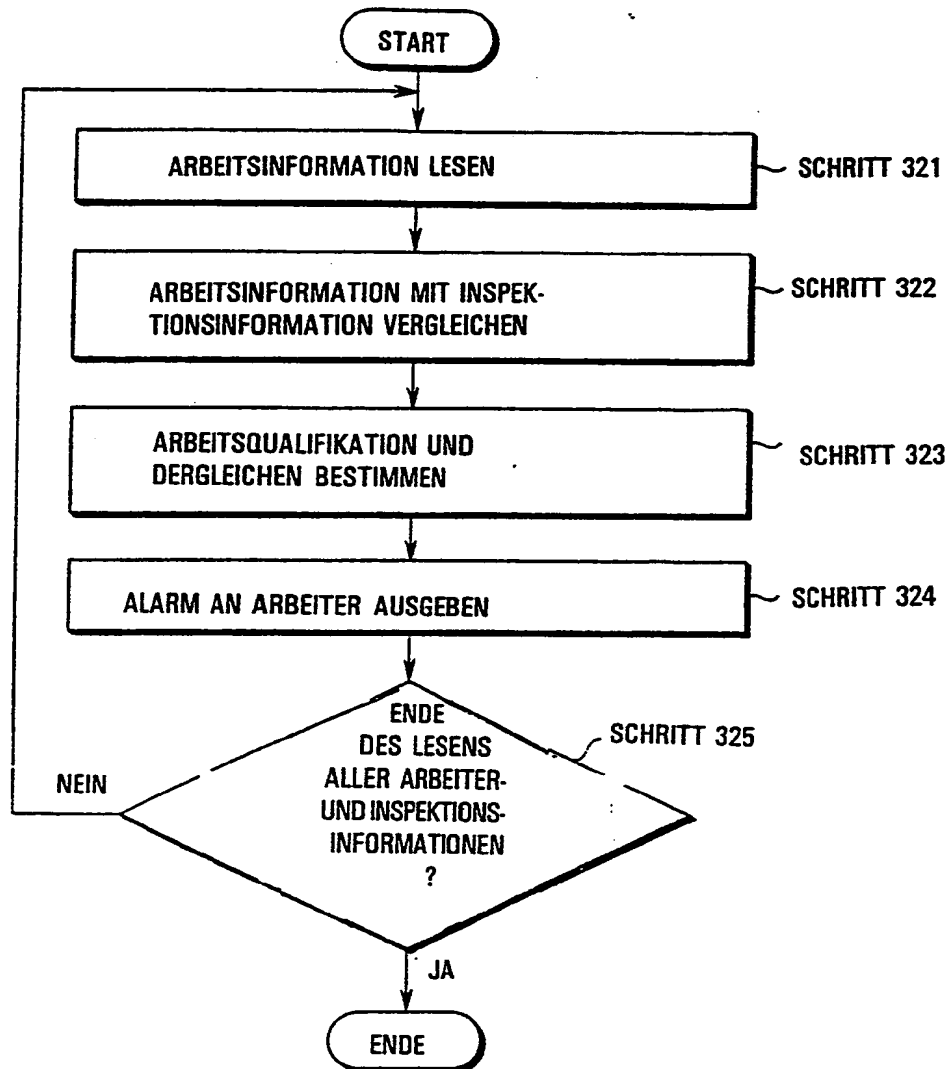 START
ARBEITSINFORMATION LESEN
SCHRITT 321
ARBEITSINFORMATION MIT INSPEK-
TIONSINFORMATION VERGLEICHEN
SCHRITT 322
ARBEITSQUALIFIKATION UND
DERGLEICHEN BESTIMMEN
SCHRITT 323
ALARM AN ARBEITER AUSGEBEN
SCHRITT 324
ENDE
DES LESENS
ALLER ARBEITER-
UND INSPEKTIONS-
INFORMATIONEN
?
SCHRITT 325
NEIN
JA
ENDE